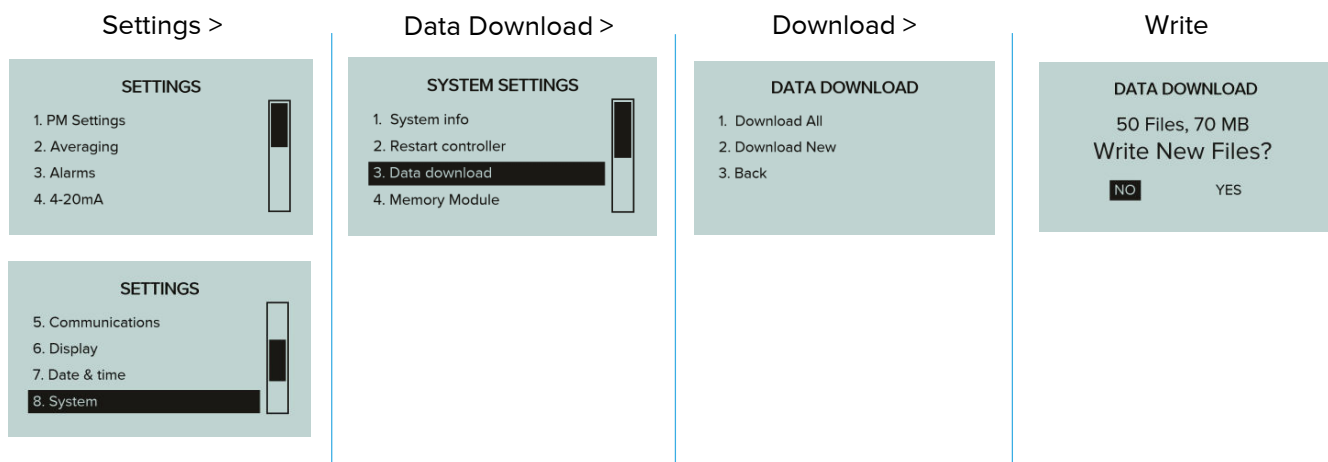 Settings >
SETTINGS
1. PM Settings
2. Averaging
3. Alarms
4. 4-20mA
SETTINGS
5. Communications
6. Display
7. Date & time
8. System
Data Download >
SYSTEM SETTINGS
1. System info
2. Restart controller
3. Data download
4. Memory Module
Download >
DATA DOWNLOAD
1. Download All
2. Download New
3. Back
Write
DATA DOWNLOAD
50 Files, 70 MB
Write New Files?
NO YES